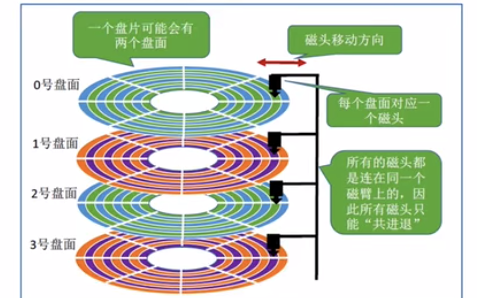 一个盘片可能会有
两个盘面
磁头移动方向
0号盘面
每个盘面对应一
个磁头
1号盘面
所有的磁头都
是连在同一个
磁臂上的，因
此所有磁头只
能“共进退”
2号盘面
3号盘面